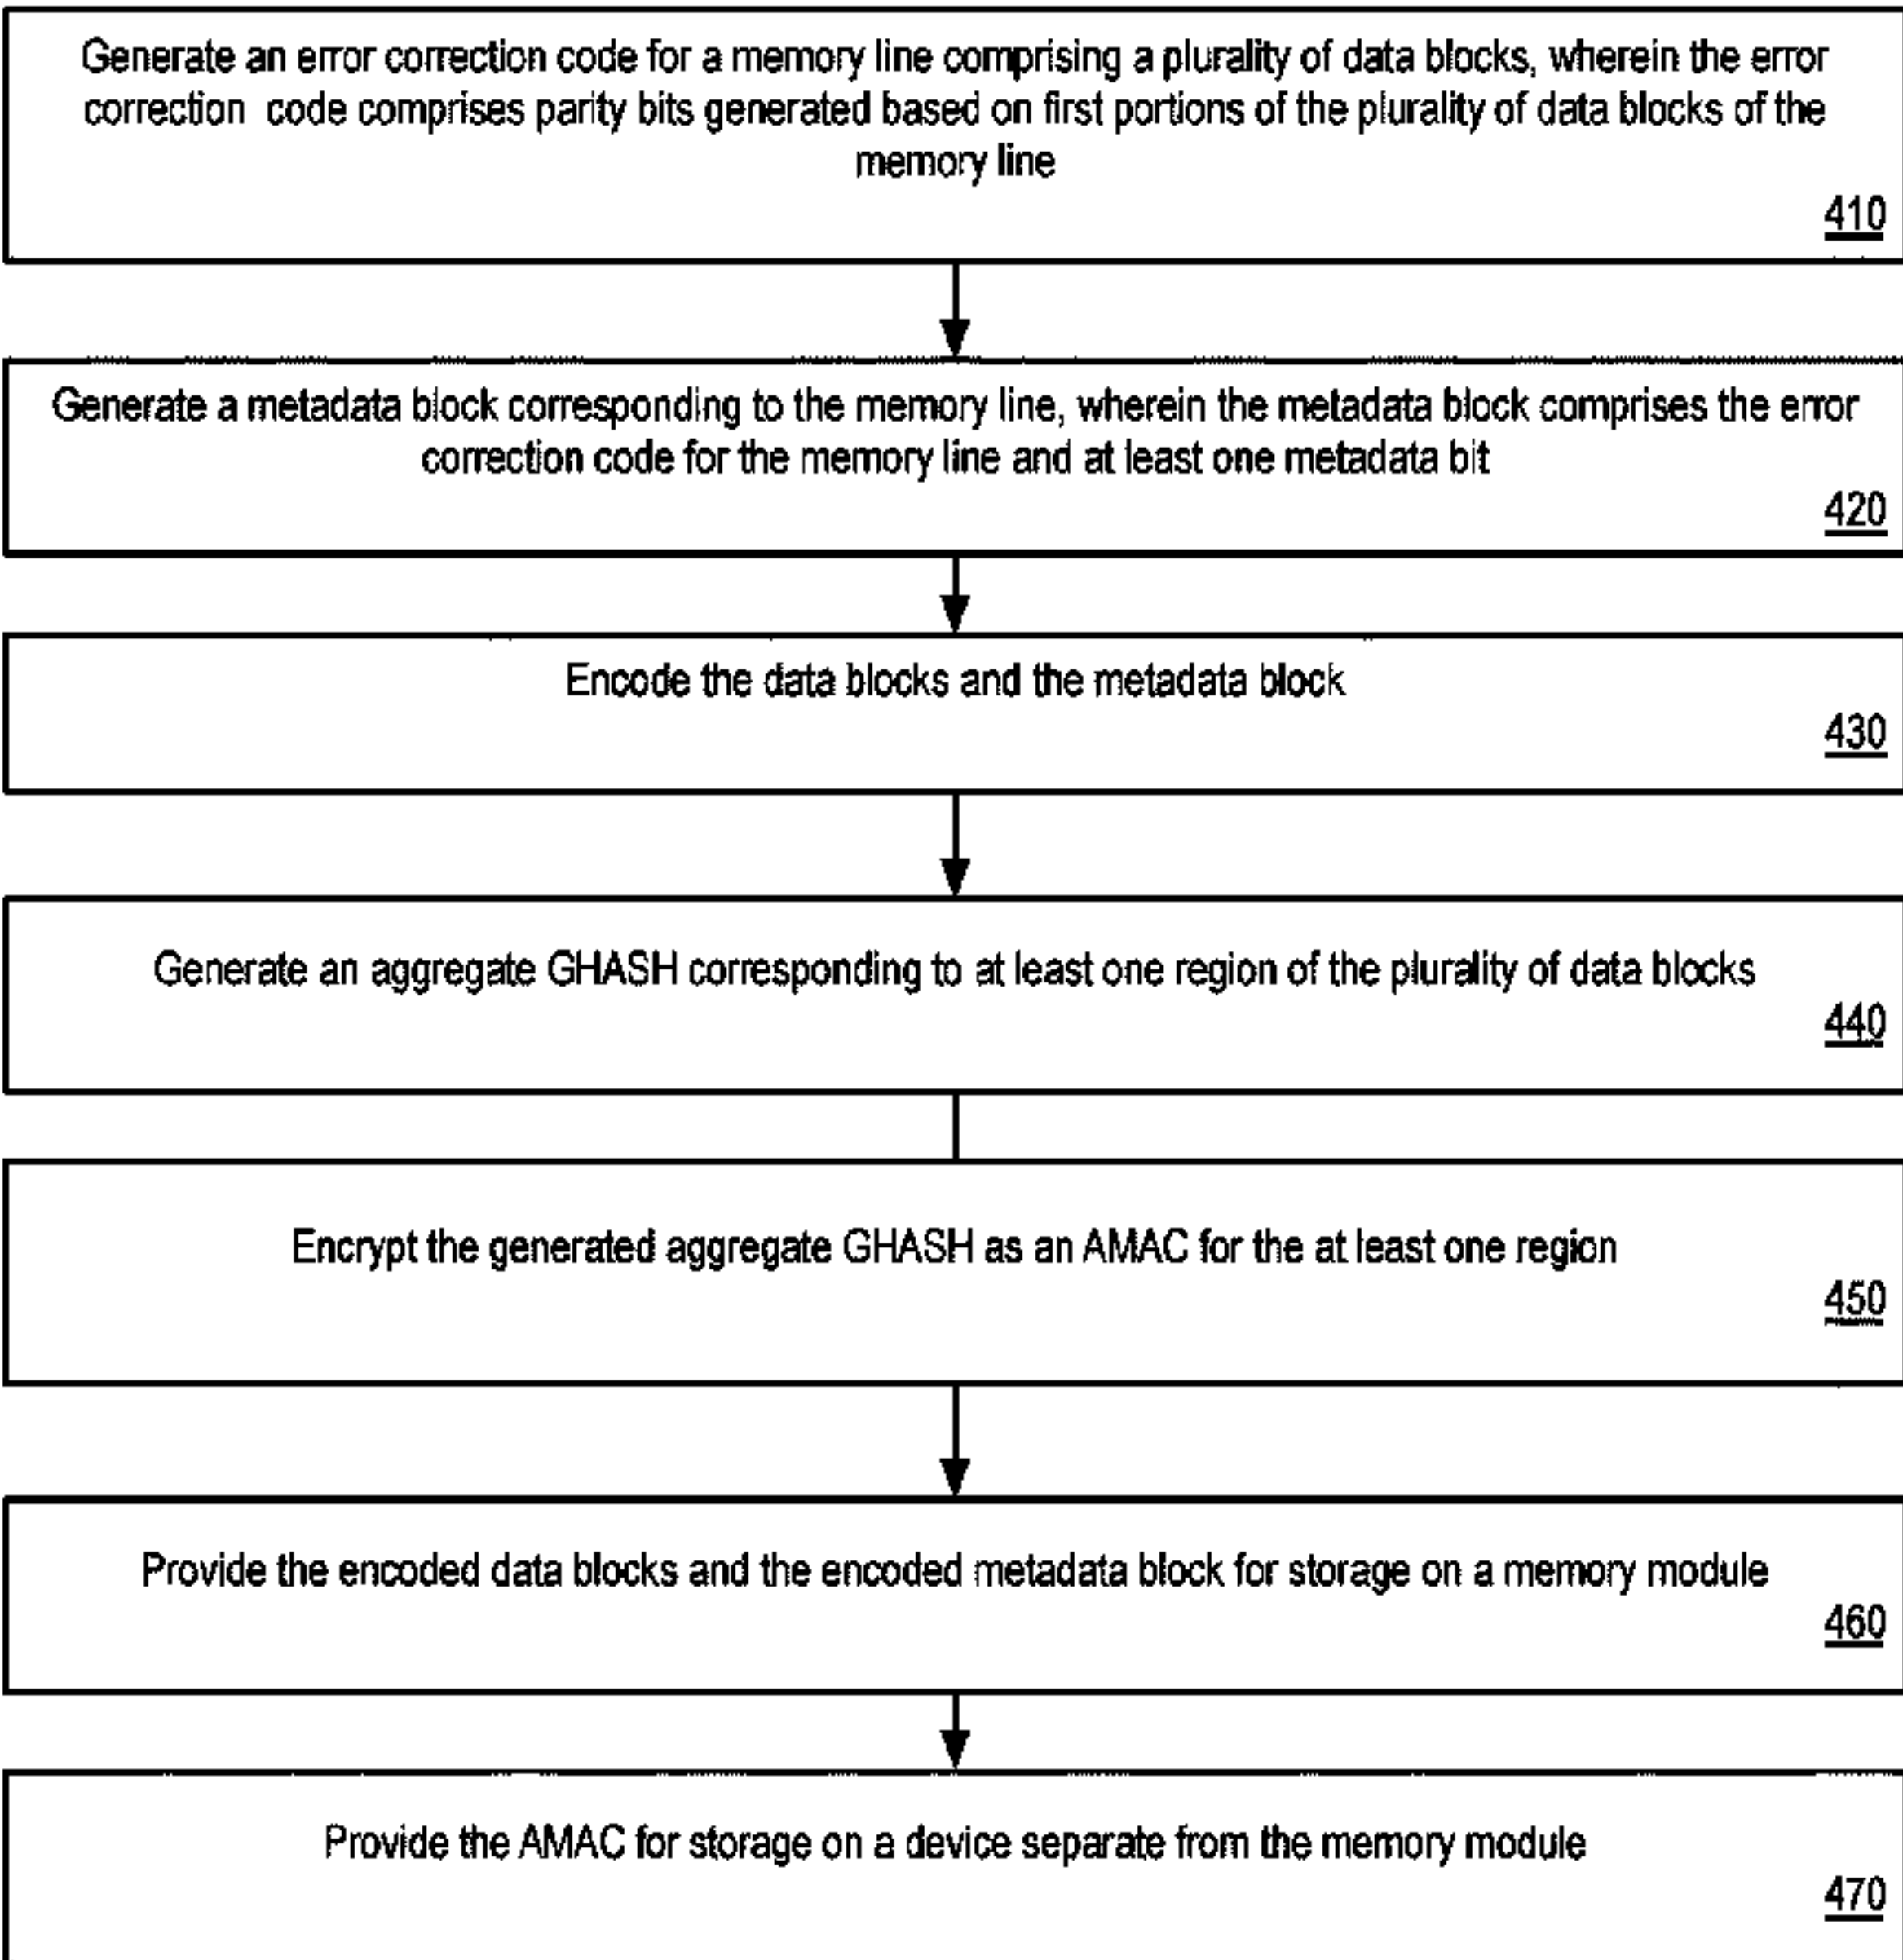 Generate an error correction code for a memory line comprising a plurality of data blocks, wherein the error
correction code comprises parity bits generated based on first portions of the plurality of data blocks of the
memory line
410
Generate a metadata block corresponding to the memory line, wherein the metadata block comprises the error
correction code for the memory line and at least one metadata bit
420
Encode the data blocks and the metadata block
430
Generate an aggregate GHASH corresponding to at least one region of the plurality of data blocks
440
Encrypt the generated aggregate GHASH as an AMAC for the at least one region
450
Provide the encoded data blocks and the encoded metadata block for storage on a memory module
460
Provide the AMAC for storage on a device separate from the memory module
470